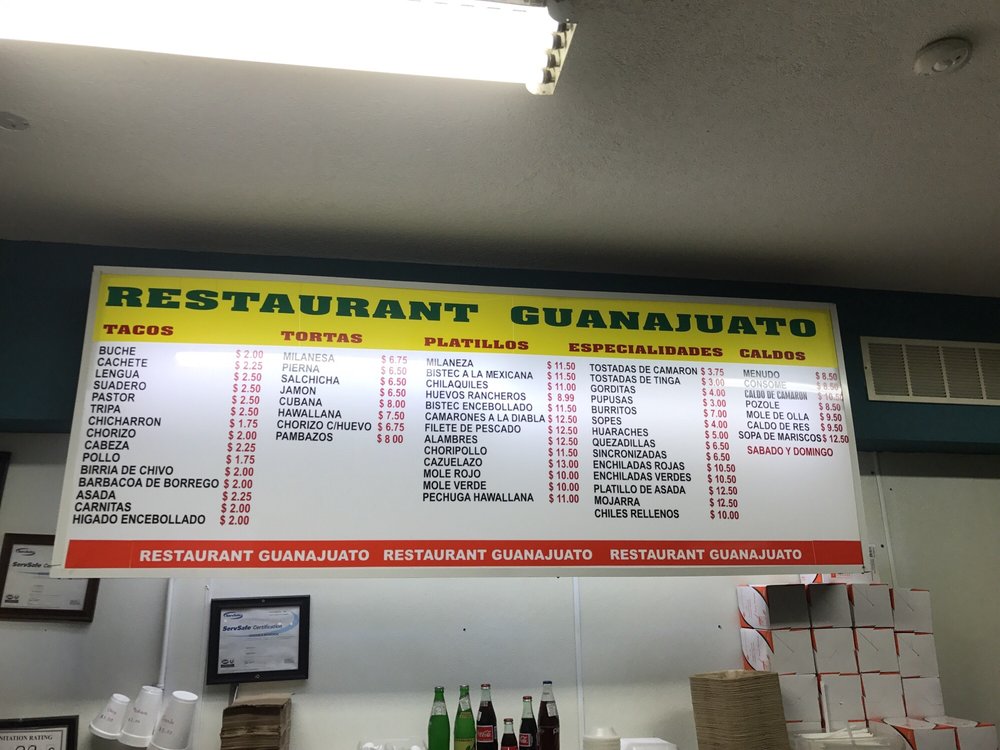 RESTAURANT GUANAJUATO
TACOS
BUCHE $ 2.00
CACHETE $ 2.25
LENGUA $ 2.50
SUADERO $ 2.50
PASTOR $ 2.50
TRIPA $ 2.50
CHICHARRON $ 1.75
CHORIZO $ 2.00
CABEZA $ 2.25
POLLO $ 1.75
BIRRIA DE CHIVO $ 2.00
BARBACOA DE BORREGO $ 2.00
ASADA $ 2.25
CARNITAS $ 2.00
HIGADO ENCEBOLLADO $ 2.00
TORTAS
MILANESA $ 6.75
PIERNA $ 6.50
SALCHICHA $ 6.50
JAMON $ 6.50
CUBANA $ 8.00
HAWALLANA $ 7.50
CHORIZO C/HUEVO $ 6.75
PAMBAZOS $ 8 00
PLATILLOS
MILANEZA $ 11.50
BISTEC A LA MEXICANA $ 11.50
CHILAQUILES $ 11.00
HUEVOS RANCHEROS $ 8.99
BISTEC ENCEBOLLADO $ 11.50
CAMARONES A LA DIABLA $ 12.50
FILETE DE PESCADO $ 12.50
ALAMBRES $ 12.50
CHORIPOLLO $ 11.50
CAZUELAZO $ 13.00
MOLE ROJO $ 10.00
MOLE VERDE $ 10.00
PECHUGA HAWALLANA $ 11.00
ESPECIALIDADES
TOSTADAS DE CAMARON $ 3.75
TOSTADAS DE TINGA $ 3.00
GORDITAS $ 4.00
PUPUSAS $ 3.00
BURRITOS $ 7.00
SOPES $ 4.00
HUARACHES $ 5.00
QUEZADILLAS $ 6.50
SINCRONIZADAS $ 6.50
ENCHILADAS ROJAS $ 10.50
ENCHILADAS VERDES $ 10.50
PLATILLO DE ASADA $ 12.50
MOJARRA $ 12.50
CHILES RELLENOS $ 10.00
CALDOS
MENUDO $ 8.50
CONSOME $ 8.50
CALDO DE CAMARON $ 10.50
POZOLE $ 8.50
MOLE DE OLLA $ 9.50
CALDO DE RES $ 9.50
SOPA DE MARISCOS $ 12.50
SABADO Y DOMINGO
RESTAURANT GUANAJUATO RESTAURANT GUANAJUATO RESTAURANT GUANAJUATO
ServSafe
ServSafe Certification
Coca-Cola